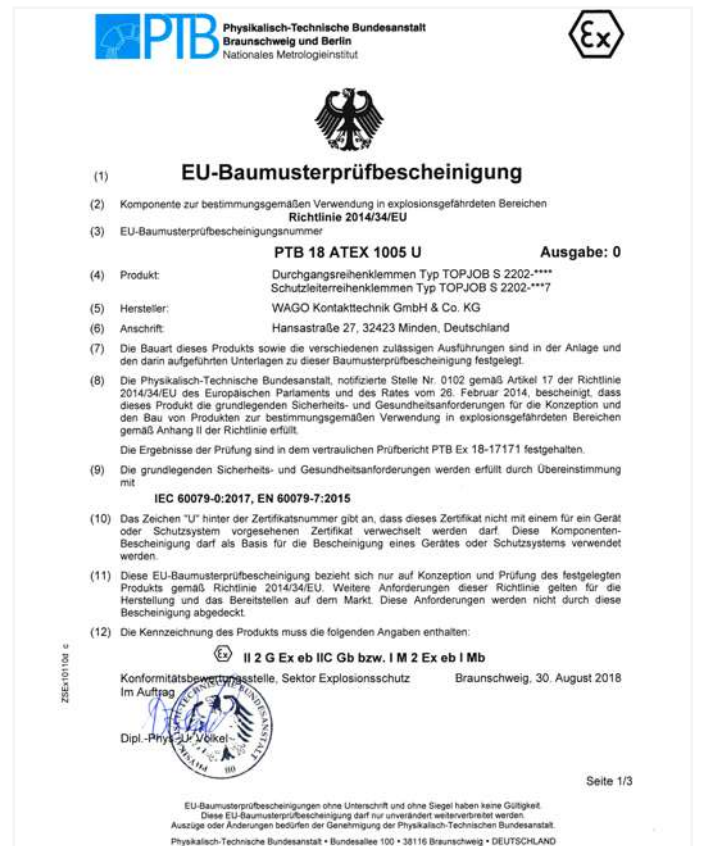 PTB
Physikalisch-Technische Bundesanstalt
Braunschweig und Berlin
Nationales Metrologieinstitut
Ex
(1) EU-Baumusterprüfbescheinigung
(2) Komponente zur bestimmungsgemäßen Verwendung in explosionsgefährdeten Bereichen
Richtlinie 2014/34/EU
(3) EU-Baumusterprüfbescheinigungsnummer
PTB 18 ATEX 1005 U Ausgabe: 0
(4) Produkt: Durchgangsreihenklemmen Typ TOPJOB S 2202-****
Schutzleiterreihenklemmen Typ TOPJOB S 2202-***7
(5) Hersteller: WAGO Kontakttechnik GmbH & Co. KG
(6) Anschrift: Hansastraße 27, 32423 Minden, Deutschland
(7) Die Bauart dieses Produkts sowie die verschiedenen zulässigen Ausführungen sind in der Anlage und
den darin aufgeführten Unterlagen zu dieser Baumusterprüfbescheinigung festgelegt.
(8) Die Physikalisch-Technische Bundesanstalt, notifizierte Stelle Nr. 0102 gemäß Artikel 17 der Richtlinie
2014/34/EU des Europäischen Parlaments und des Rates vom 26. Februar 2014, bescheinigt, dass
dieses Produkt die grundlegenden Sicherheits- und Gesundheitsanforderungen für die Konzeption und
den Bau von Produkten zur bestimmungsgemäßen Verwendung in explosionsgefährdeten Bereichen
gemäß Anhang II der Richtlinie erfüllt.
Die Ergebnisse der Prüfung sind in dem vertraulichen Prüfbericht PTB Ex 18-17171 festgehalten.
(9) Die grundlegenden Sicherheits- und Gesundheitsanforderungen werden erfüllt durch Übereinstimmung
mit
IEC 60079-0:2017, EN 60079-7:2015
(10) Das Zeichen "U" hinter der Zertifikatsnummer gibt an, dass dieses Zertifikat nicht mit einem für ein Gerät
oder Schutzsystem vorgesehenen Zertifikat verwechselt werden darf. Diese Komponenten-
Bescheinigung darf als Basis für die Bescheinigung eines Gerätes oder Schutzsystems verwendet
werden.
(11) Diese EU-Baumusterprüfbescheinigung bezieht sich nur auf Konzeption und Prüfung des festgelegten
Produkts gemäß Richtlinie 2014/34/EU. Weitere Anforderungen dieser Richtlinie gelten für die
Herstellung und das Bereitstellen auf dem Markt. Diese Anforderungen werden nicht durch diese
Bescheinigung abgedeckt.
(12) Die Kennzeichnung des Produkts muss die folgenden Angaben enthalten:
Ex II 2 G Ex eb IIC Gb bzw. I M 2 Ex eb I Mb
Konformitätsbewertungsstelle, Sektor Explosionsschutz Braunschweig, 30. August 2018
Im Auftrag
Dipl.-Phys. U. Völkel
PHYSIKALISCH-TECHNISCHE BUNDESANSTALT
ZSEx10110d c
Seite 1/3
EU-Baumusterprüfbescheinigungen ohne Unterschrift und ohne Siegel haben keine Gültigkeit.
Diese EU-Baumusterprüfbescheinigung darf nur unverändert weiterverbreitet werden.
Auszüge oder Änderungen bedürfen der Genehmigung der Physikalisch-Technischen Bundesanstalt.
Physikalisch-Technische Bundesanstalt • Bundesallee 100 • 38116 Braunschweig • DEUTSCHLAND